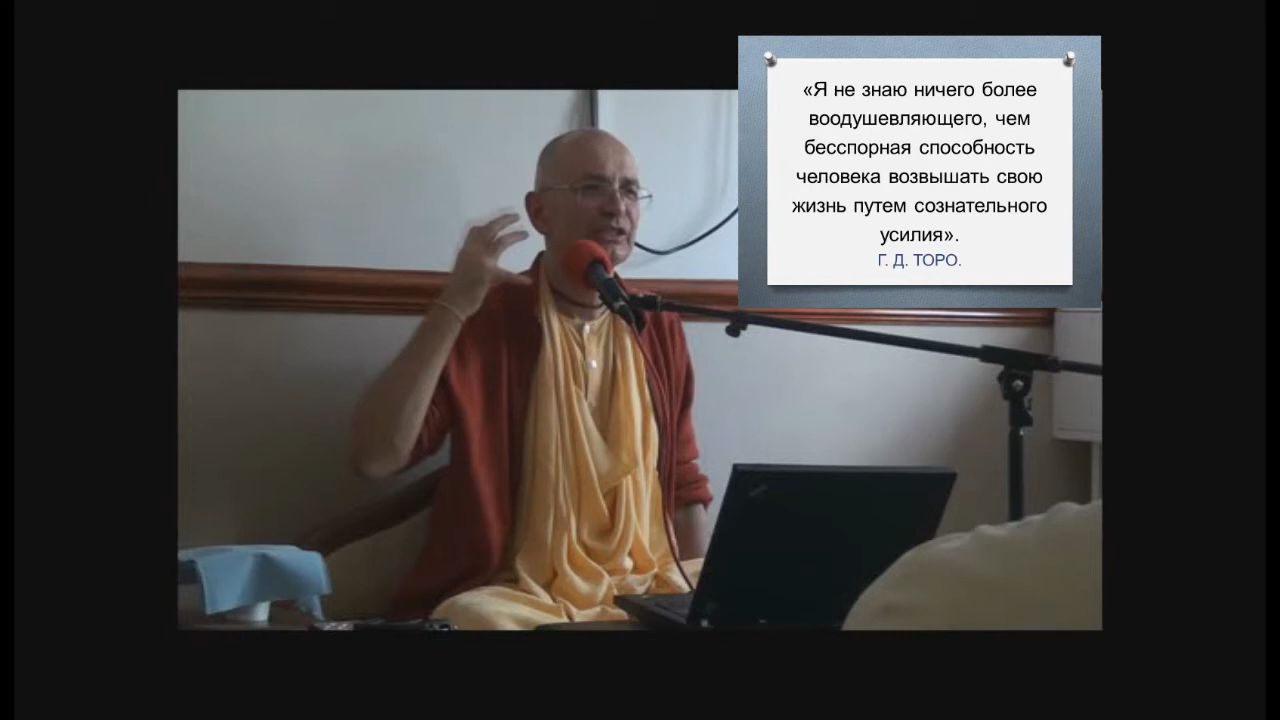 «Я не знаю ничего более
воодушевляющего, чем
бесспорная способность
человека возвышать свою
жизнь путем сознательного
усилия».
Г. Д. ТОРО.